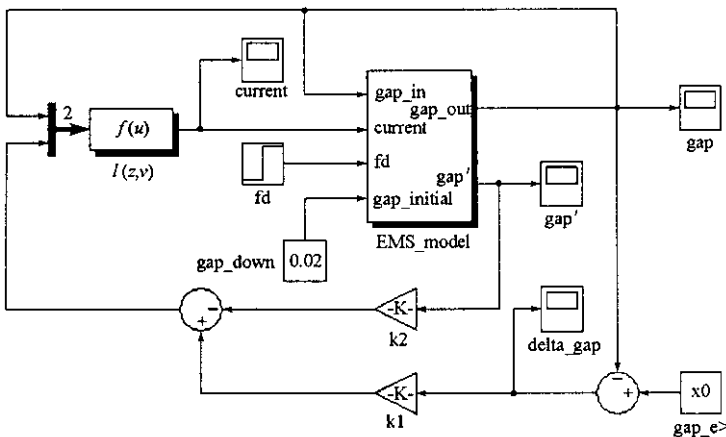 2
f(u)
I(z,v)
current
gap_in
gap_out
current
fd
gap'
gap_initial
EMS_model
fd
gap_down
0.02
gap
gap'
-K-
k2
delta_gap
-K-
k1
x0
gap_e>
-
+
-
+